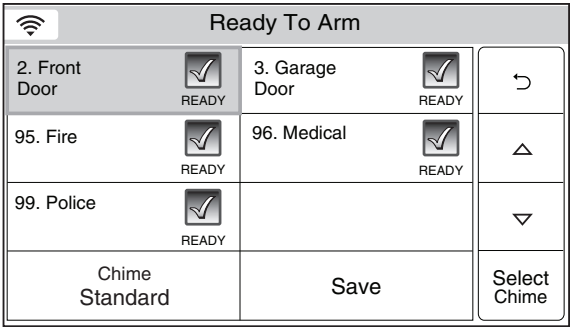 Ready To Arm
2. Front
Door
READY
3. Garage
Door
READY
95. Fire
READY
96. Medical
READY
99. Police
READY
Chime
Standard
Save
Select
Chime